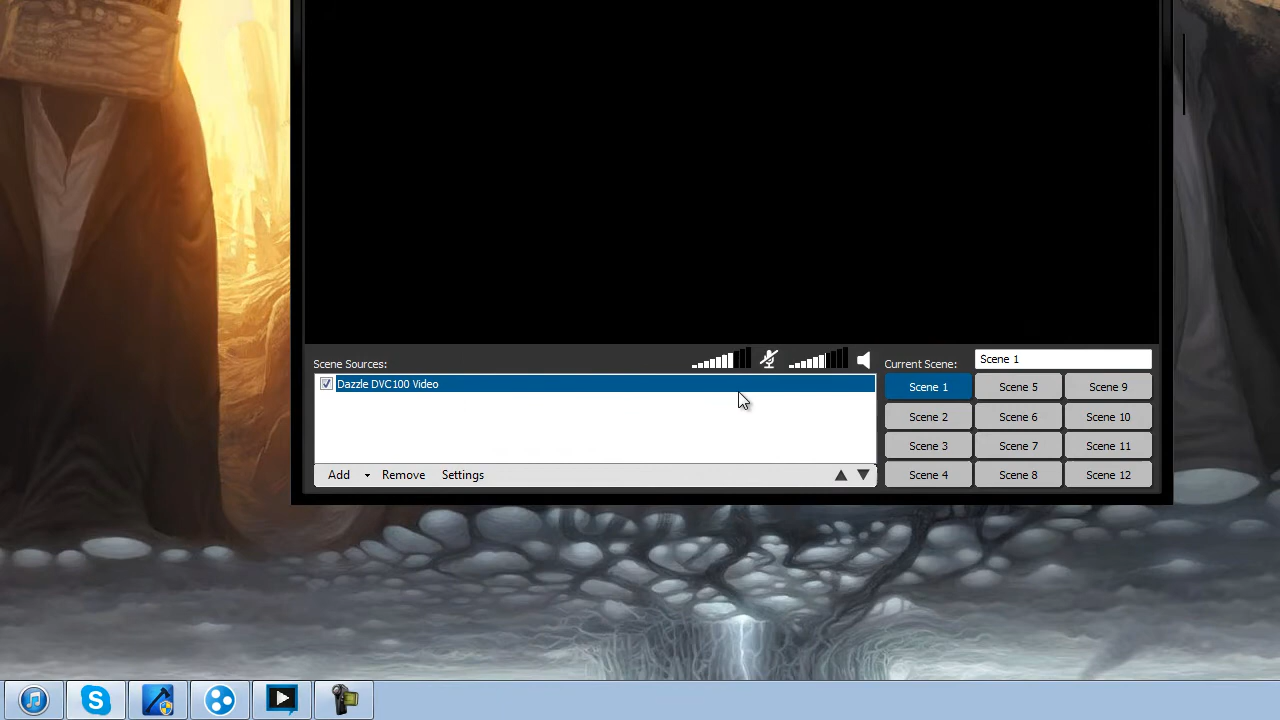 Scene Sources:
Current Scene:
Scene 1
Dazzle DVC100 Video
Scene 1
Scene 5
Scene 9
Scene 2
Scene 6
Scene 10
Scene 3
Scene 7
Scene 11
Add
Remove
Settings
Scene 4
Scene 8
Scene 12